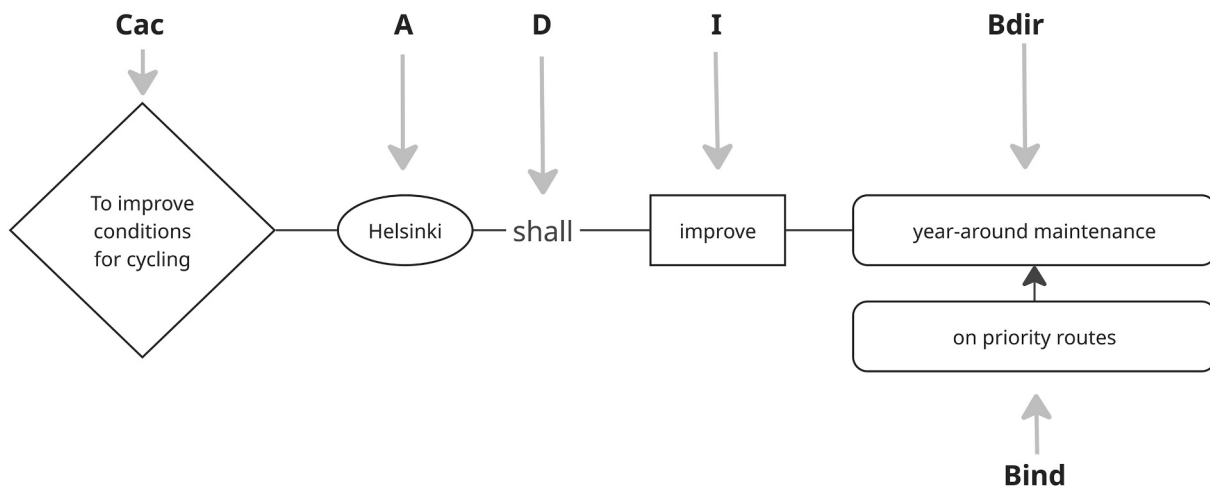 Cac
A
D
I
Bdir
To improve
conditions
for cycling
Helsinki
shall
improve
year-around maintenance
on priority routes
Bind